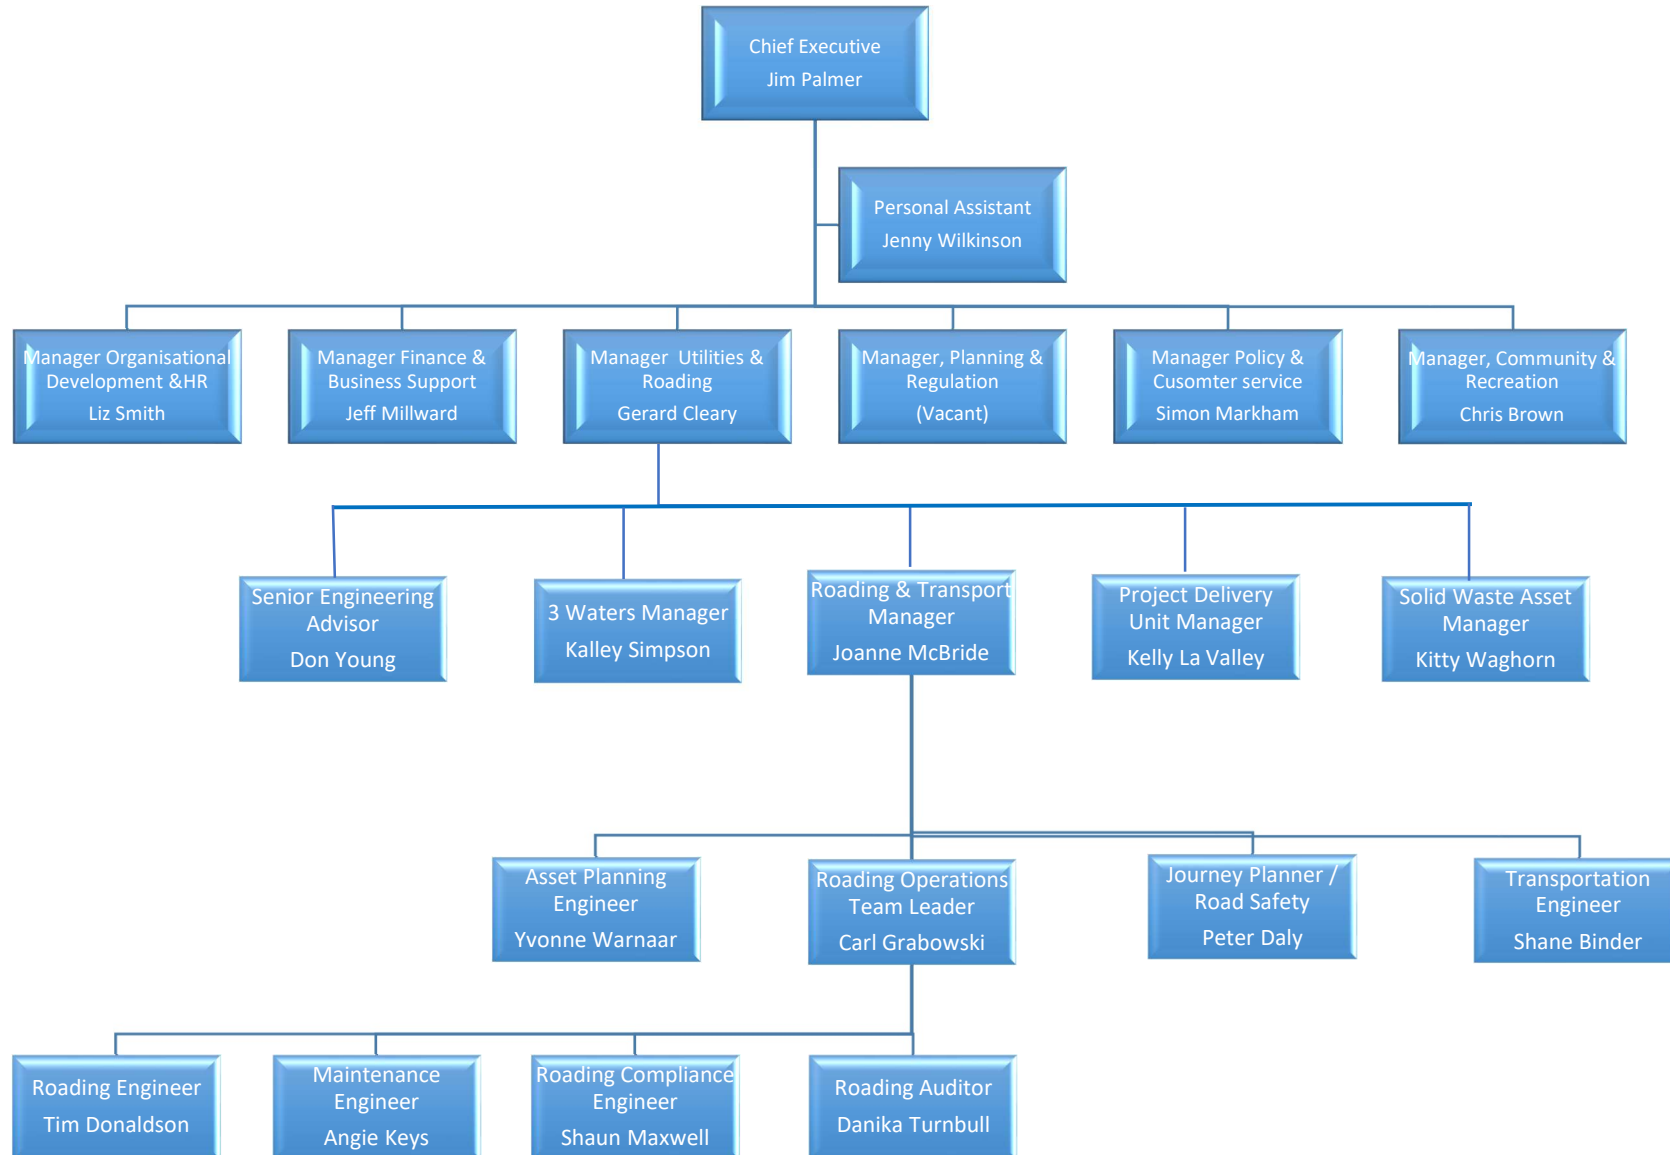 Chief Executive
Jim Palmer
Personal Assistant
Jenny Wilkinson
Manager Organisational
Development &HR
Liz Smith
Manager Finance &
Business Support
Jeff Millward
Manager  Utilities &
Roading
Gerard Cleary
Manager, Planning &
Regulation
(Vacant)
Manager Policy &
Cusomter service
Simon Markham
Manager, Community &
Recreation
Chris Brown
Senior Engineering
Advisor
Don Young
3 Waters Manager
Kalley Simpson
Roading & Transport
Manager
Joanne McBride
Project Delivery
Unit Manager
Kelly La Valley
Solid Waste Asset
Manager
Kitty Waghorn
Asset Planning
Engineer
Yvonne Warnaar
Roading Operations
Team Leader
Carl Grabowski
Journey Planner /
Road Safety
Peter Daly
Transportation
Engineer
Shane Binder
Roading Engineer
Tim Donaldson
Maintenance
Engineer
Angie Keys
Roading Compliance
Engineer
Shaun Maxwell
Roading Auditor
Danika Turnbull